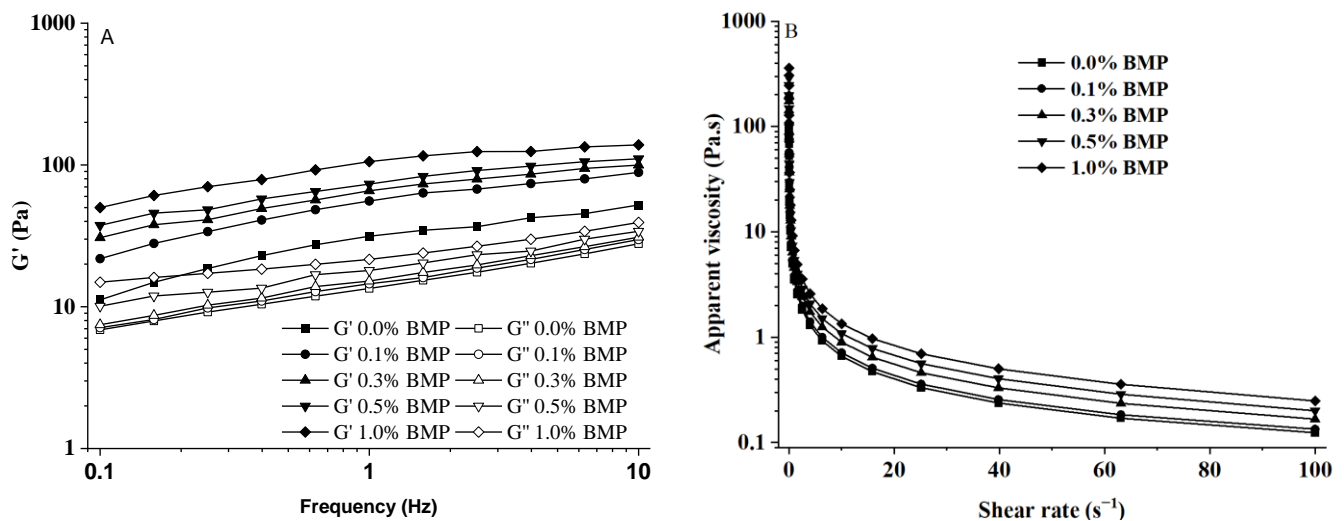 A
1000
100
10
1
G' (Pa)
G' 0.0% BMP G'' 0.0% BMP
G' 0.1% BMP G'' 0.1% BMP
G' 0.3% BMP G'' 0.3% BMP
G' 0.5% BMP G'' 0.5% BMP
G' 1.0% BMP G'' 1.0% BMP
0.1 1 10
Frequency (Hz)
B
1000
100
10
1
0.1
Apparent viscosity (Pa.s)
0.0% BMP
0.1% BMP
0.3% BMP
0.5% BMP
1.0% BMP
0 20 40 60 80 100
Shear rate (s⁻¹)